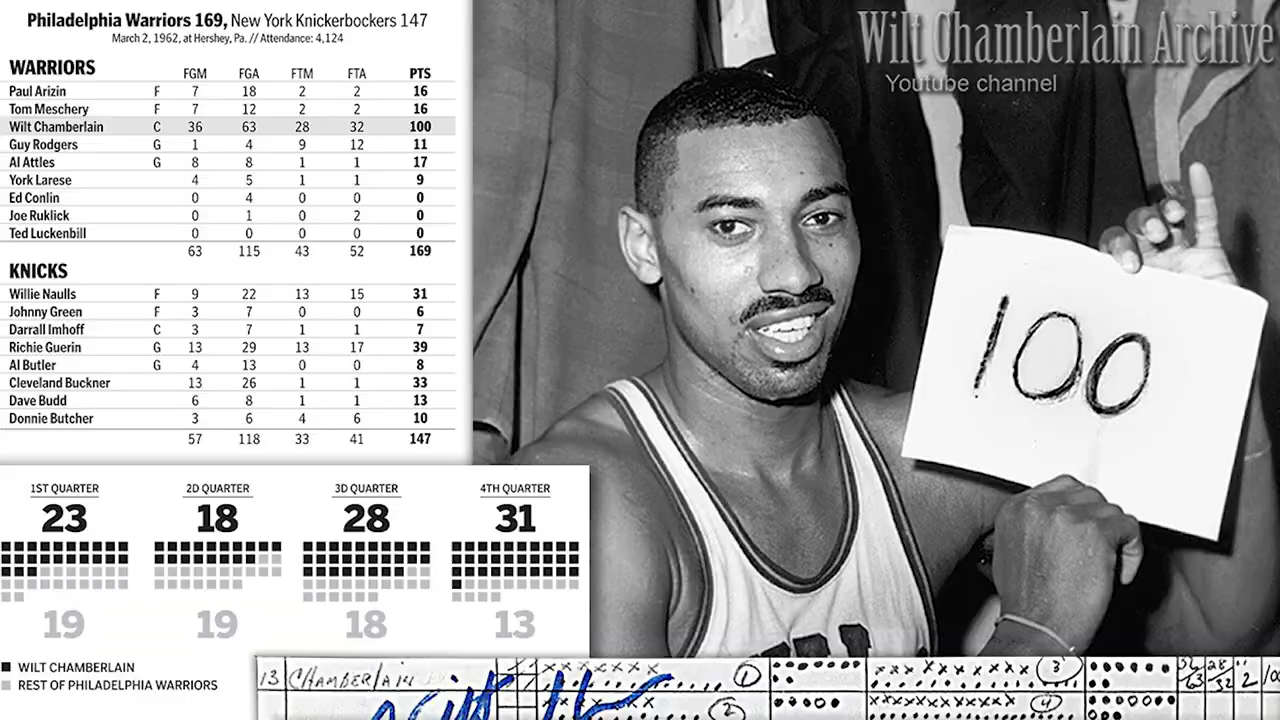 Philadelphia Warriors 169, New York Knickerbockers 147
March 2, 1962, at Hershey, Pa. // Attendance: 4,124
WARRIORS FGM FGA FTM FTA PTS
Paul Arizin F 7 18 2 2 16
Tom Meschery F 7 12 2 2 16
Wilt Chamberlain C 36 63 28 32 100
Guy Rodgers G 1 4 9 12 11
Al Attles G 8 8 1 1 17
York Larese 4 5 1 1 9
Ed Conlin 0 4 0 0 0
Joe Ruklick 0 1 0 2 0
Ted Luckenbill 0 0 0 0 0
63 115 43 52 169
KNICKS
Willie Naulls F 9 22 13 15 31
Johnny Green F 3 7 0 0 6
Darrall Imhoff C 3 7 1 1 7
Richie Guerin G 13 29 13 17 39
Al Butler G 4 13 0 0 8
Cleveland Buckner 13 26 1 1 33
Dave Budd 6 8 1 1 13
Donnie Butcher 3 6 4 6 10
57 118 33 41 147
Wilt Chamberlain Archive
Youtube channel
100
1ST QUARTER 2D QUARTER 3D QUARTER 4TH QUARTER
23 18 28 31
19 19 18 13
WILT CHAMBERLAIN
REST OF PHILADELPHIA WARRIORS
13 CHAMBERLAIN 1 3
2 4